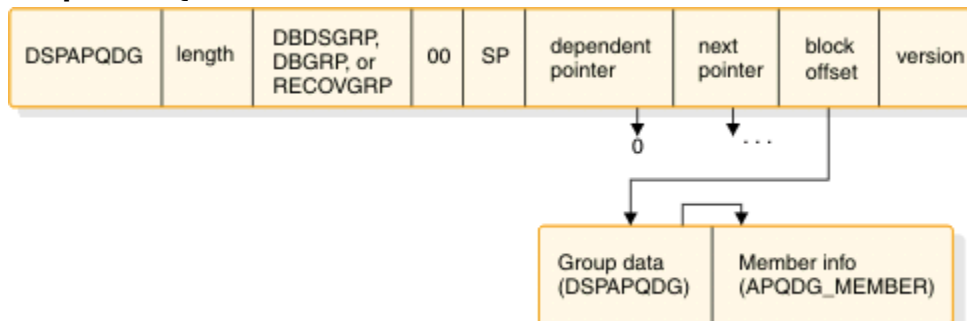 DSPAPQDG
length
DBDSGRP,
DBGRP, or
RECOVGRP
00
SP
dependent
pointer
next
pointer
block
offset
version
0
. . .
Group data
(DSPAPQDG)
Member info
(APQDG_MEMBER)